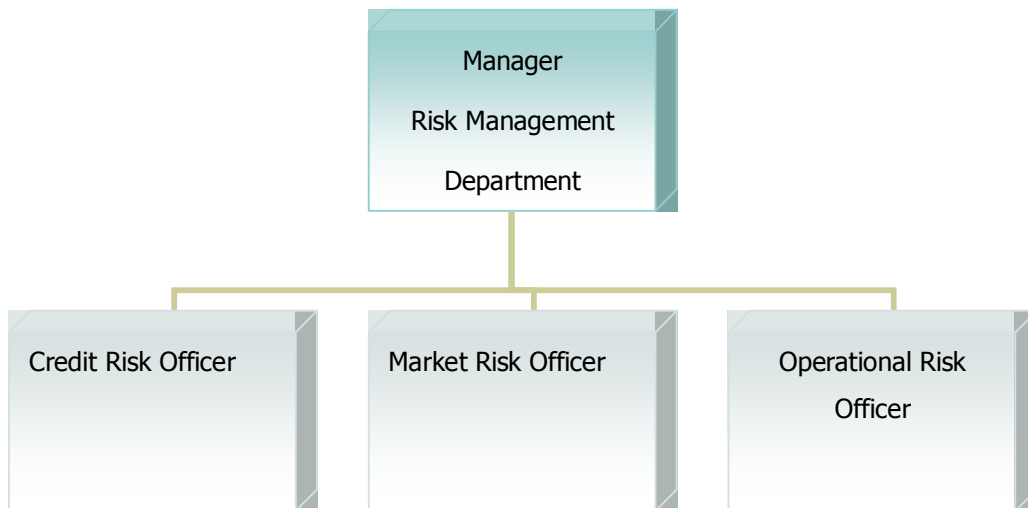 Manager
Risk Management
Department
Credit Risk Officer
Market Risk Officer
Operational Risk
Officer